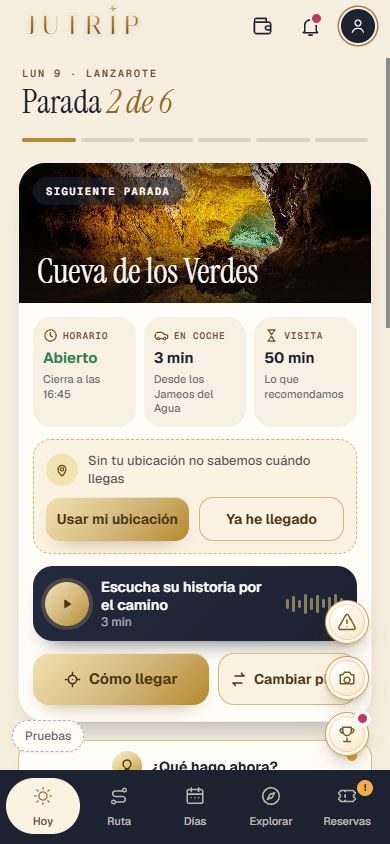 JUTRIP
LUN 9 · LANZAROTE
Parada 2 de 6
SIGUIENTE PARADA
Cueva de los Verdes
HORARIO
Abierto
Cierra a las
16:45
EN COCHE
3 min
Desde los
Jameos del
Agua
VISITA
50 min
Lo que
recomendamos
Sin tu ubicación no sabemos cuándo
llegas
Usar mi ubicación
Ya he llegado
Escucha su historia por
el camino
3 min
Cómo llegar
Cambiar p
Pruebas
¿Qué hago ahora?
Hoy
Ruta
Días
Explorar
!
Reservas